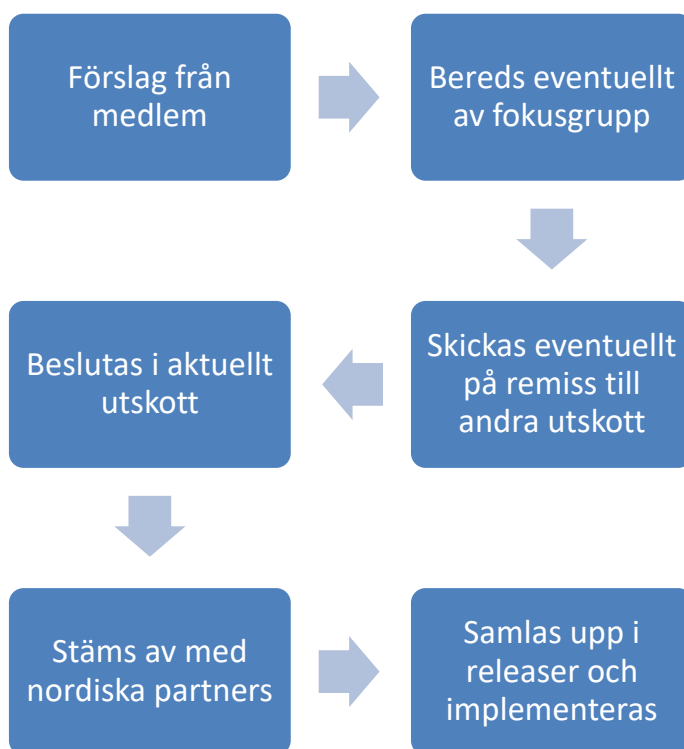 Förslag från
medlem
Bereds eventuellt
av fokusgrupp
Skickas eventuellt
på remiss till
andra utskott
Beslutas i aktuellt
utskott
Stäms av med
nordiska partners
Samlas upp i
releaser och
implementeras